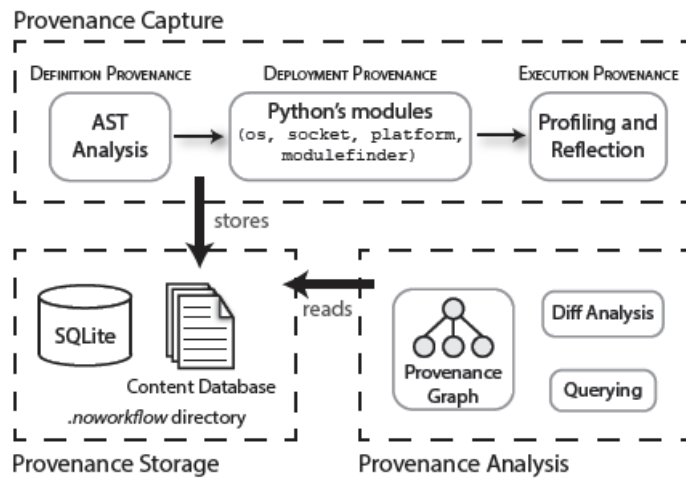 Provenance Capture
DEFINITION PROVENANCE
DEPLOYMENT PROVENANCE
EXECUTION PROVENANCE
AST
Analysis
Python's modules
(os, socket, platform,
modulefinder)
Profiling and
Reflection
stores
reads
SQLite
Content Database
.noworkflow directory
Provenance Storage
Provenance
Graph
Diff Analysis
Querying
Provenance Analysis